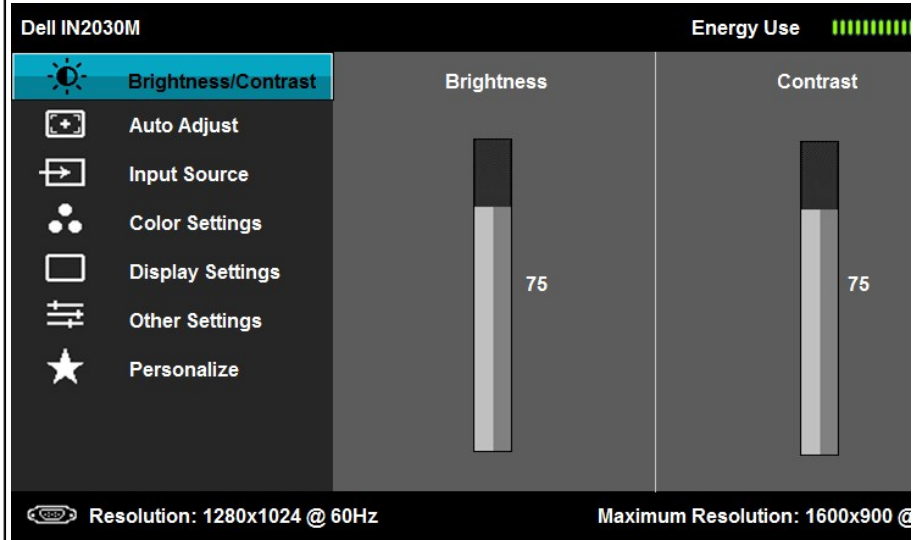 Dell IN2030M Energy Use
Brightness/Contrast Brightness Contrast
Auto Adjust
Input Source
Color Settings
Display Settings
75 75
Other Settings
Personalize
Resolution: 1280x1024 @ 60Hz Maximum Resolution: 1600x900 @